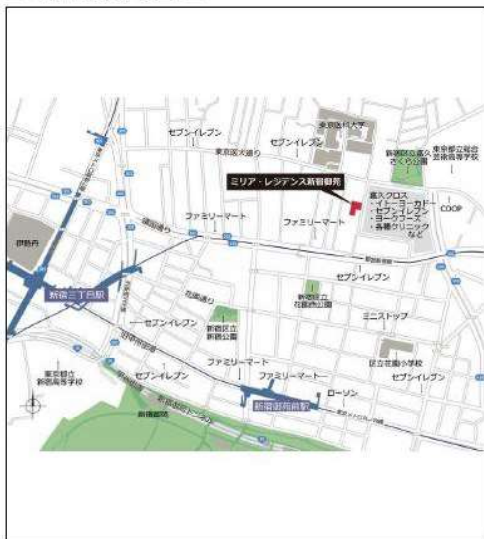 セブンイレブン
東京医科大学
セブンイレブン
東京医大通り
新宿区立富久
さくら公園
東京都立総合
芸術高等学校
ミリア・レジデンス新宿御苑
富久クロス
・イトーヨーカドー
・セブンイレブン
・ヨークフーズ
・各種クリニック
など
COOP
ファミリーマート
ファミリーマート
靖国通り
伊勢丹
セブンイレブン
新宿三丁目駅
花園通り
新宿区立
花園西公園
セブンイレブン
新宿区立
新宿公園
ミニストップ
ファミリーマート
区立花園小学校
東京都立
新宿高等学校
セブンイレブン
ファミリーマート
セブンイレブン
ローソン
新宿御苑トンネル
新宿御苑
新宿御苑前駅